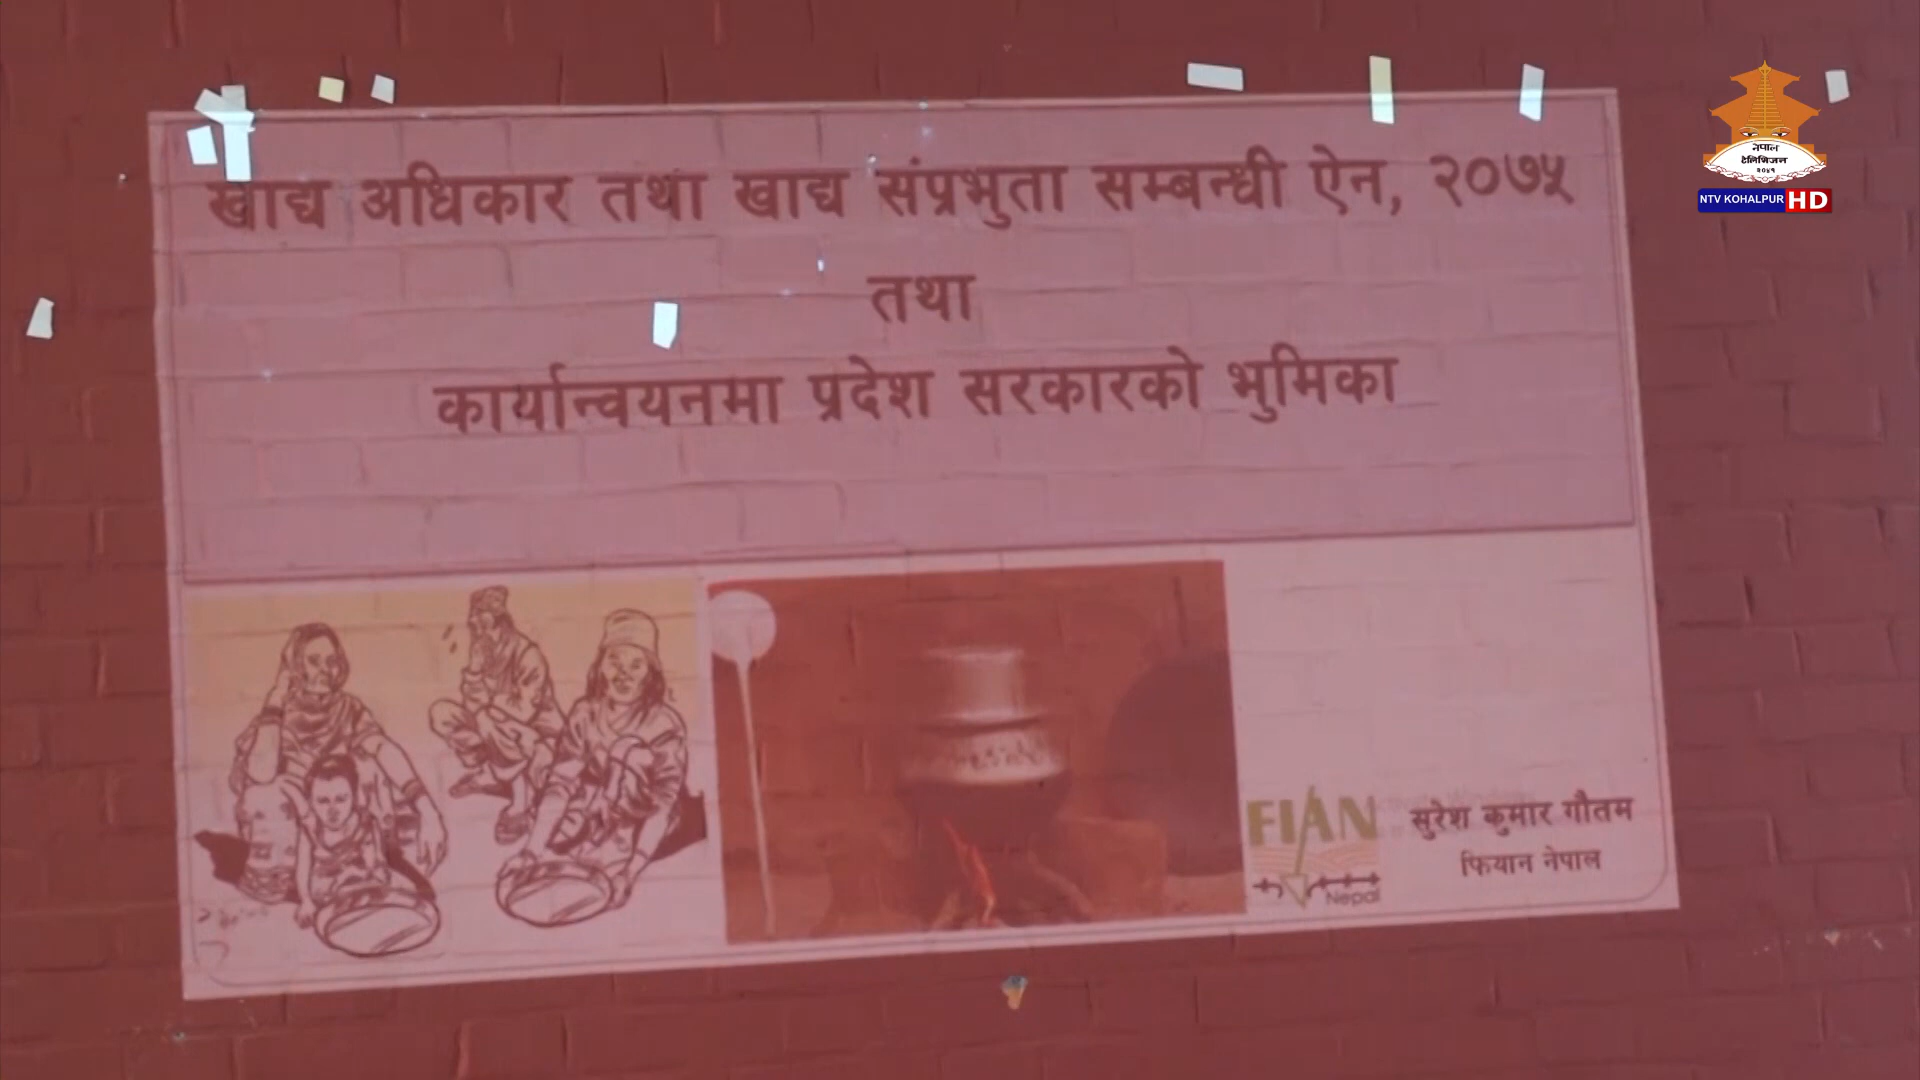 खाद्य अधिकार तथा खाद्य संप्रभुता सम्बन्धी ऐन, २०७५
तथा
कार्यान्वयनमा प्रदेश सरकारको भुमिका
FIAN
Nepal
सुरेश कुमार गौतम
फियान नेपाल
नेपाल
टेलिभिजन
२०४१
NTV KOHALPUR HD